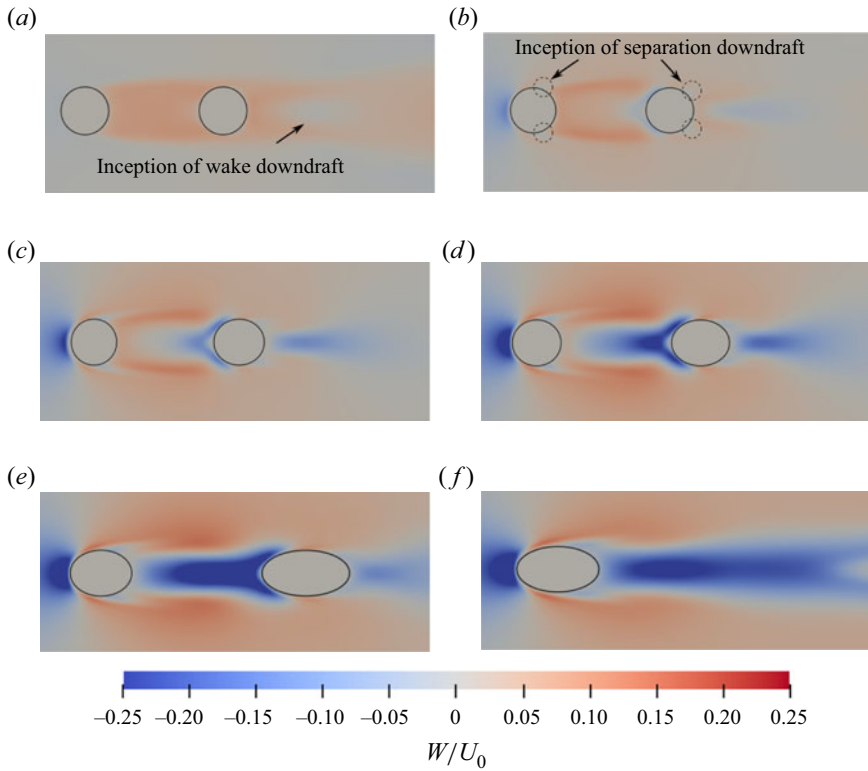 (a)
(b)
Inception of separation downdraft
Inception of wake downdraft
(c)
(d)
(e)
(f)
–0.25 –0.20 –0.15 –0.10 –0.05 0 0.05 0.10 0.15 0.20 0.25
W/U0